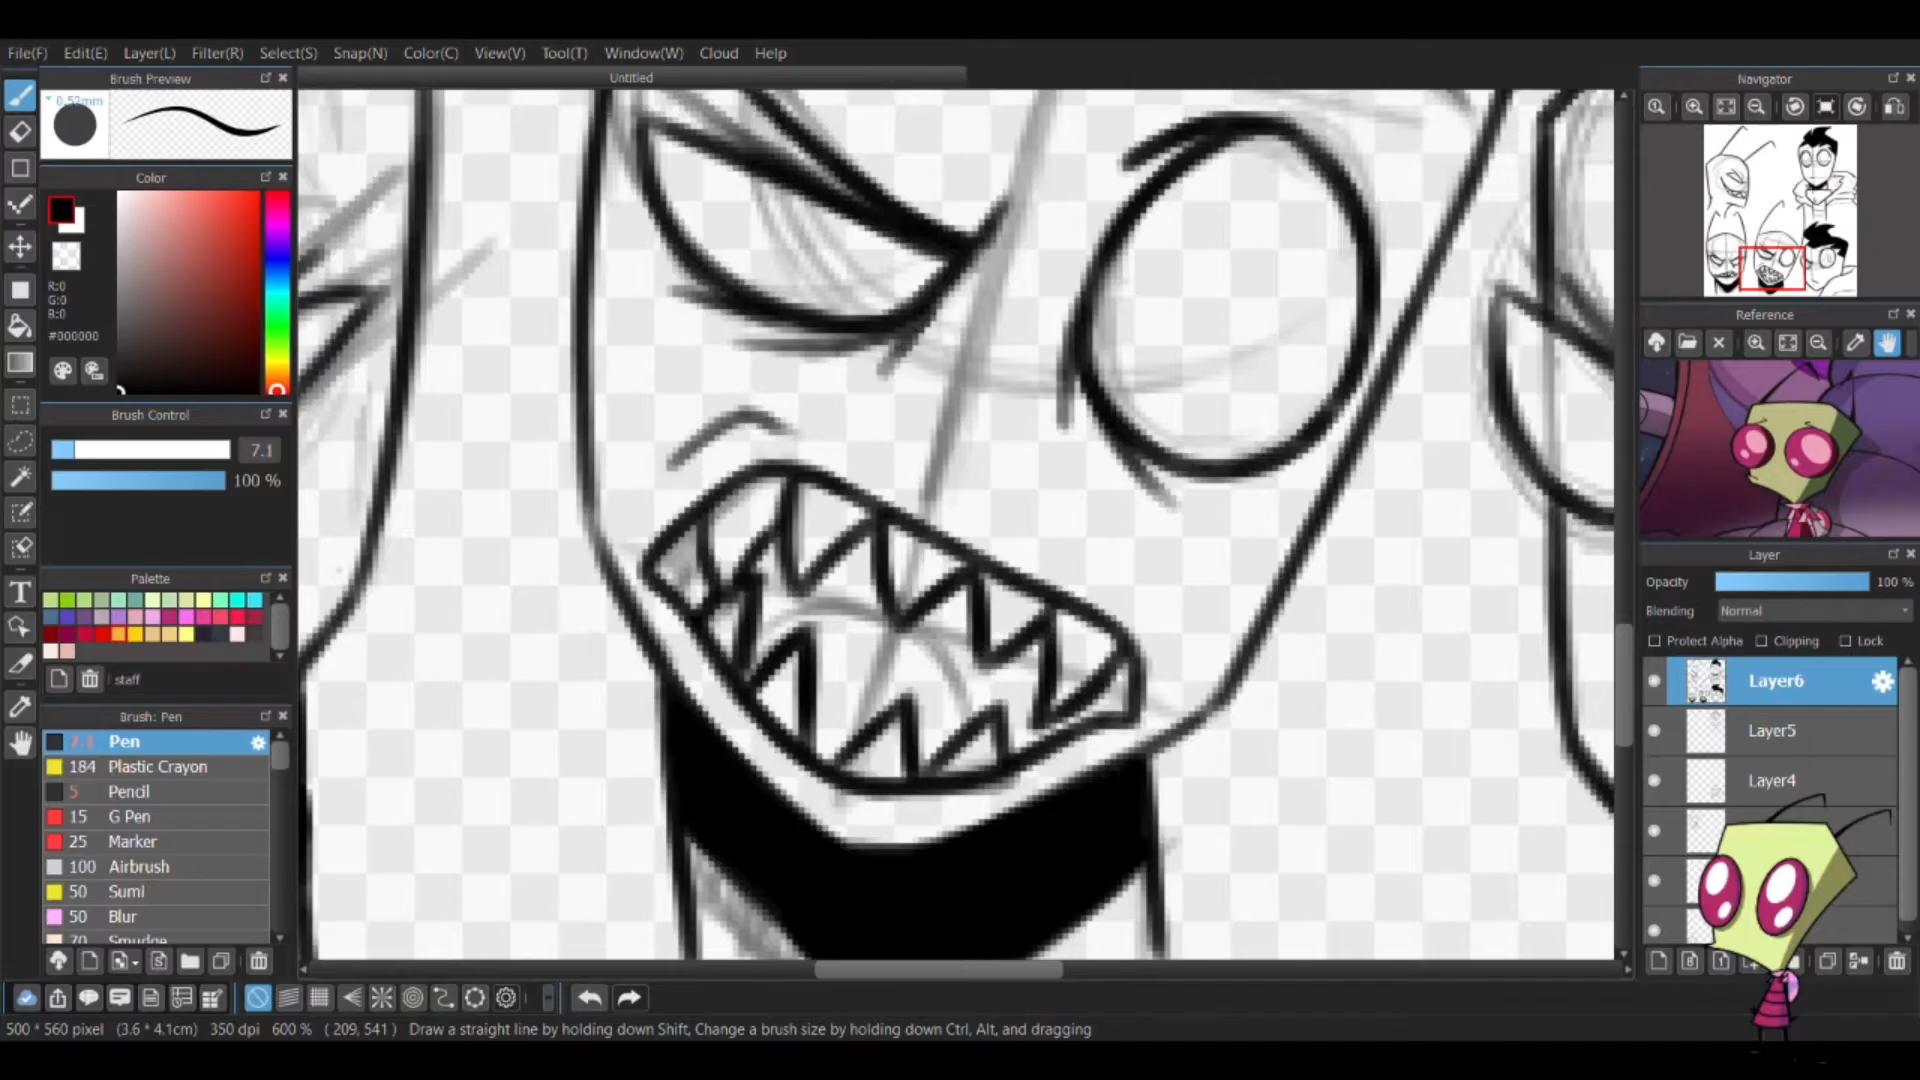 File(F) Edit(E) Layer(L) Filter(R) Select(S) Snap(N) Color(C) View(V) Tool(T) Window(W) Cloud Help
Brush Preview
Untitled
Navigator
0.52mm
Color
R:0
G:0
B:0
#000000
Reference
Brush Control
7.1
100 %
Layer
Palette
Opacity 100 %
Blending Normal
Protect Alpha Clipping Lock
staff
Layer6
Brush: Pen
Layer5
7.1 Pen
184 Plastic Crayon
Layer4
5 Pencil
15 G Pen
25 Marker
100 Airbrush
50 Sumi
50 Blur
70 Smudge
500 * 560 pixel (3.6 * 4.1cm) 350 dpi 600 % ( 209, 541 ) Draw a straight line by holding down Shift, Change a brush size by holding down Ctrl, Alt, and dragging